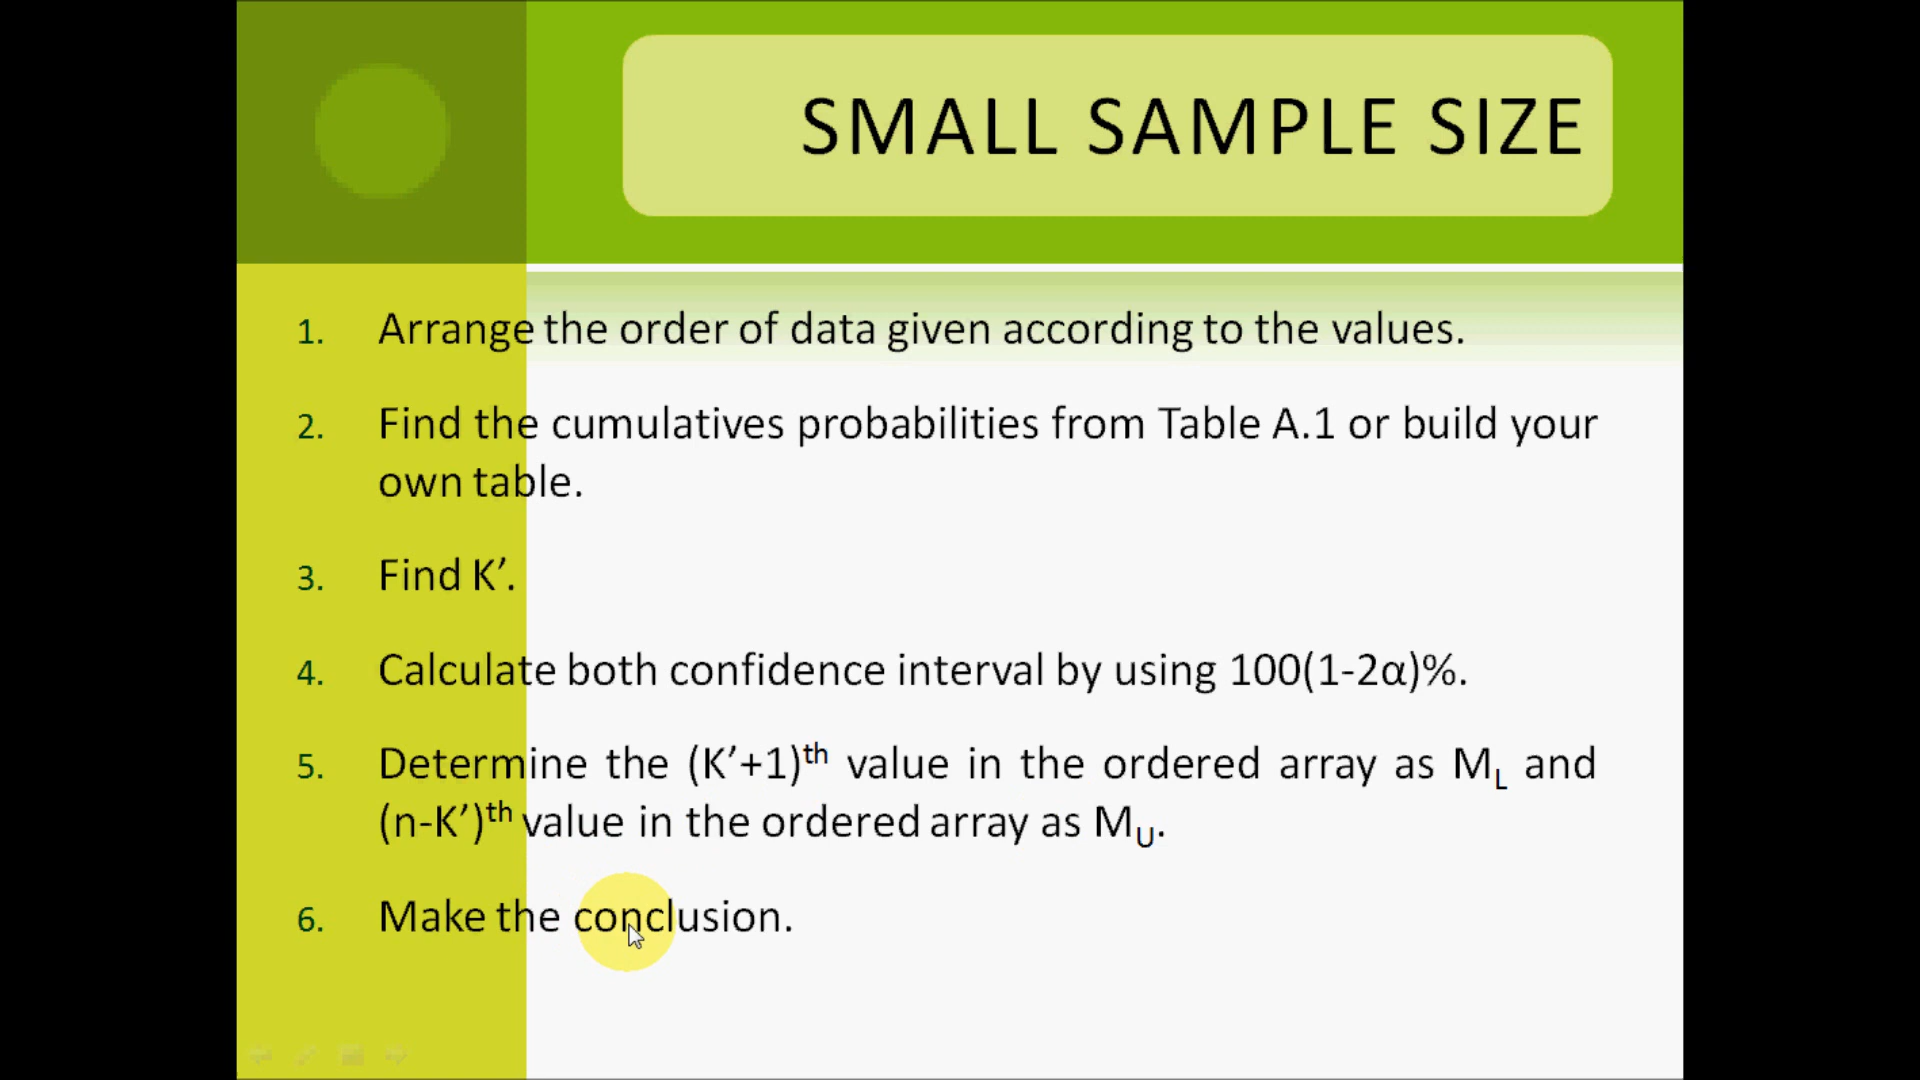 SMALL SAMPLE SIZE
1. Arrange the order of data given according to the values.
2. Find the cumulatives probabilities from Table A.1 or build your
own table.
3. Find K’.
4. Calculate both confidence interval by using 100(1-2α)%.
5. Determine the (K’+1)th value in the ordered array as ML and
(n-K’)th value in the ordered array as MU.
6. Make the conclusion.